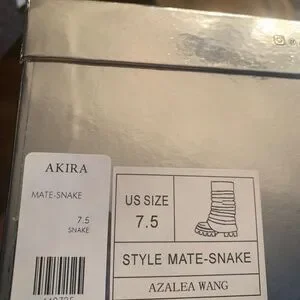 AKIRA
MATE-SNAKE
7.5
SNAKE
US SIZE
7.5
STYLE MATE-SNAKE
AZALEA WANG